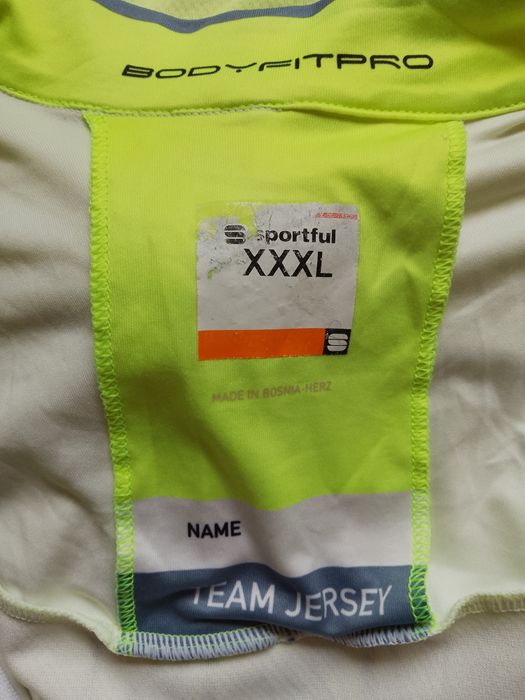 BODYFITPRO
sportful
XXXL
MADE IN BOSNIA-HERZ
NAME
TEAM JERSEY